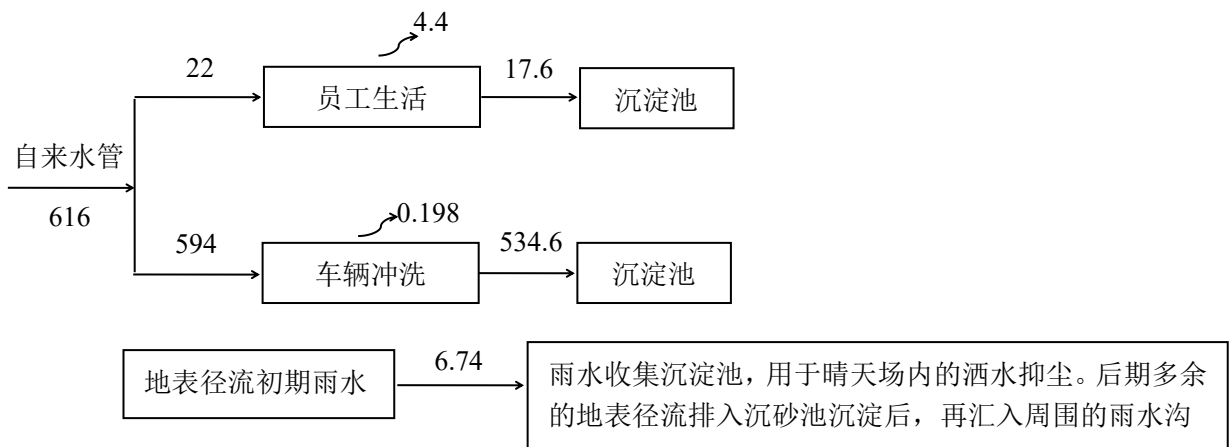 4.4
22
员工生活
17.6
沉淀池
自来水管
616
0.198
594
车辆冲洗
534.6
沉淀池
地表径流初期雨水
6.74
雨水收集沉淀池，用于晴天场内的洒水抑尘。后期多余
的地表径流排入沉砂池沉淀后，再汇入周围的雨水沟